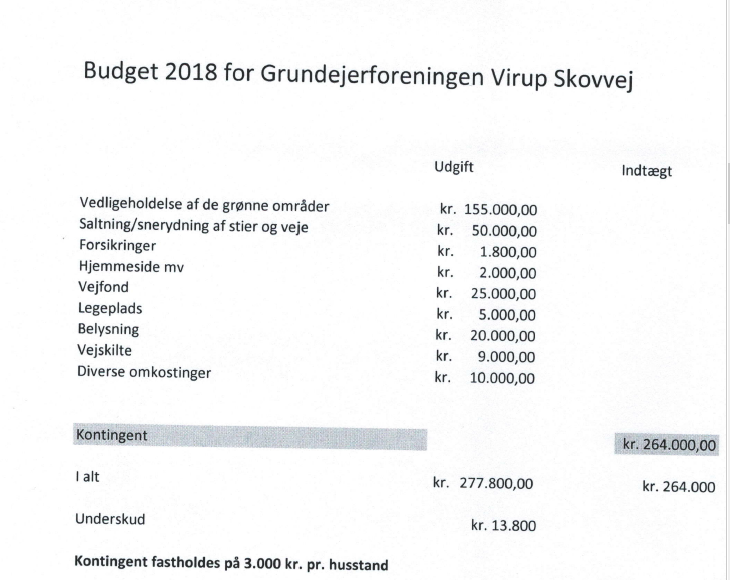 Budget 2018 for Grundejerforeningen Virup Skovvej
Udgift Indtægt
Vedligeholdelse af de grønne områder kr. 155.000,00
Saltning/snerydning af stier og veje kr. 50.000,00
Forsikringer kr. 1.800,00
Hjemmeside mv kr. 2.000,00
Vejfond kr. 25.000,00
Legeplads kr. 5.000,00
Belysning kr. 20.000,00
Vejskilte kr. 9.000,00
Diverse omkostinger kr. 10.000,00
Kontingent kr. 264.000,00
I alt kr. 277.800,00 kr. 264.000
Underskud kr. 13.800
Kontingent fastholdes på 3.000 kr. pr. husstand